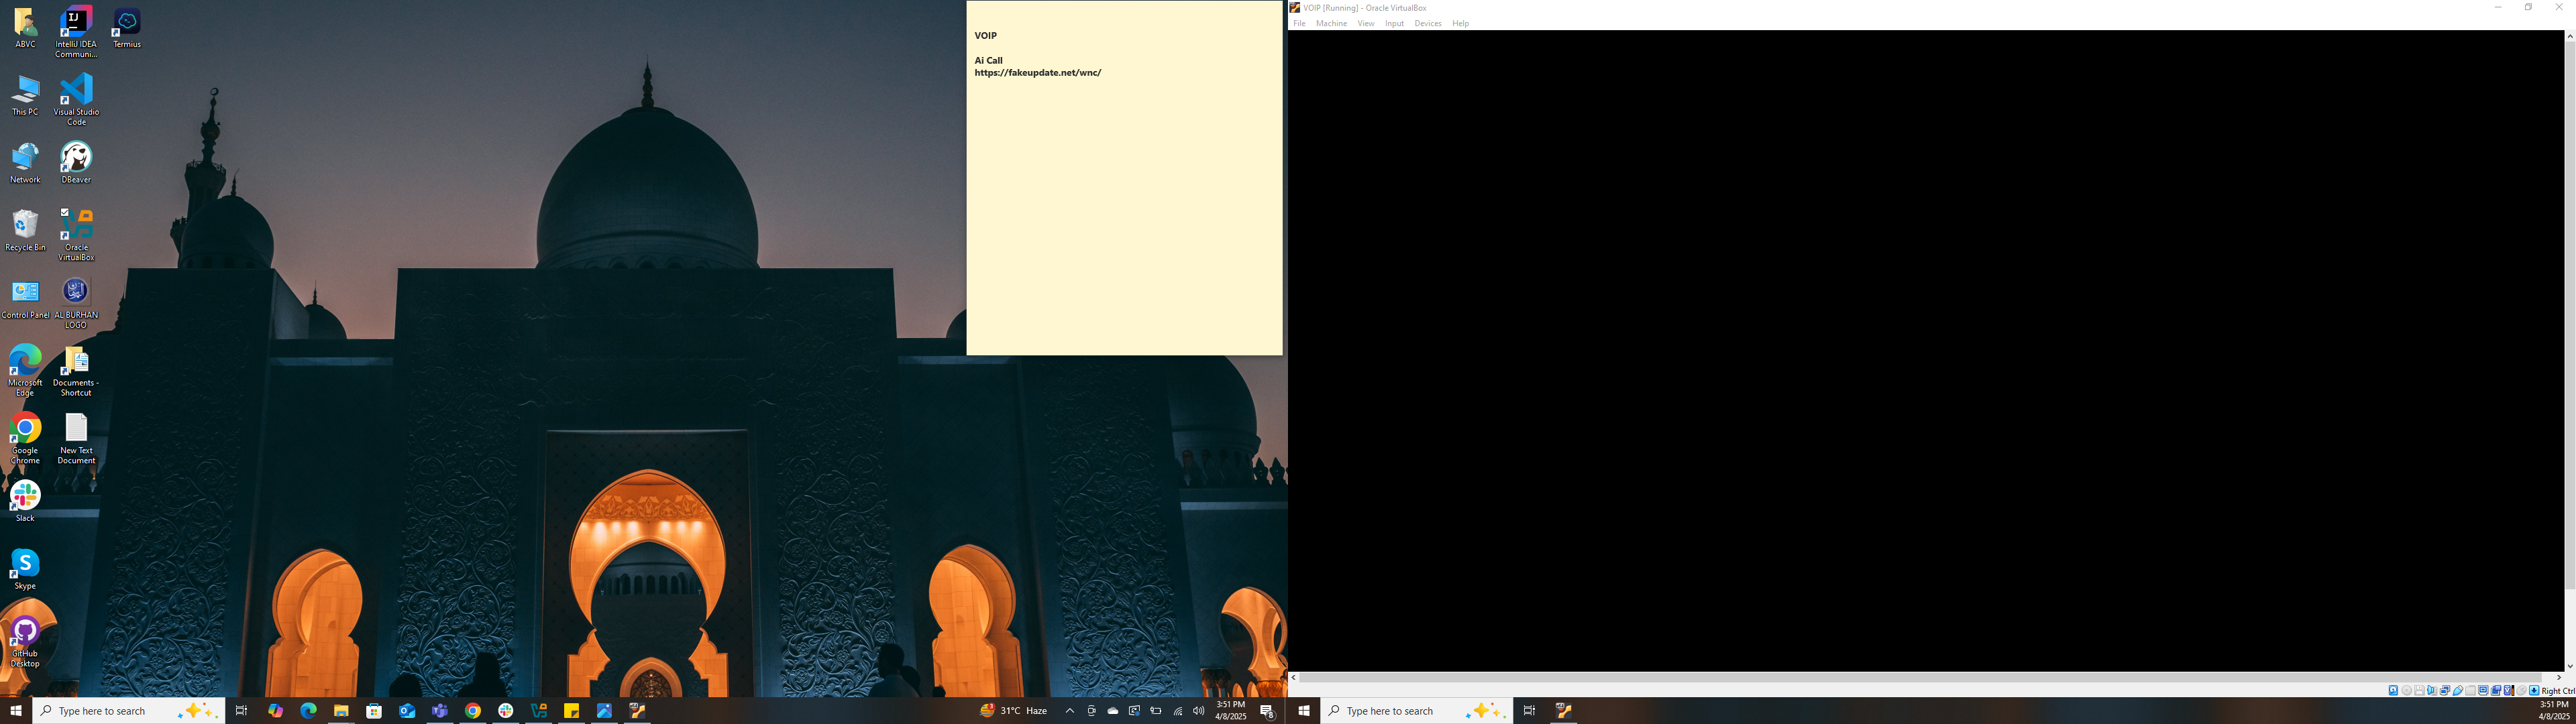 ABVC
IntelliJ IDEA
Communi...
Termius
This PC
Visual Studio
Code
Network
DBeaver
Recycle Bin
Oracle
VirtualBox
Control Panel
AL BURHAN
LOGO
Microsoft
Edge
Documents -
Shortcut
Google
Chrome
New Text
Document
Slack
Skype
GitHub
Desktop
VOIP
Ai Call
https://fakeupdate.net/wnc/
Type here to search
31°C Haze
3:51 PM
4/8/2025
8
VOIP [Running] - Oracle VirtualBox
File Machine View Input Devices Help
Right Ctrl
Type here to search
3:51 PM
4/8/2025